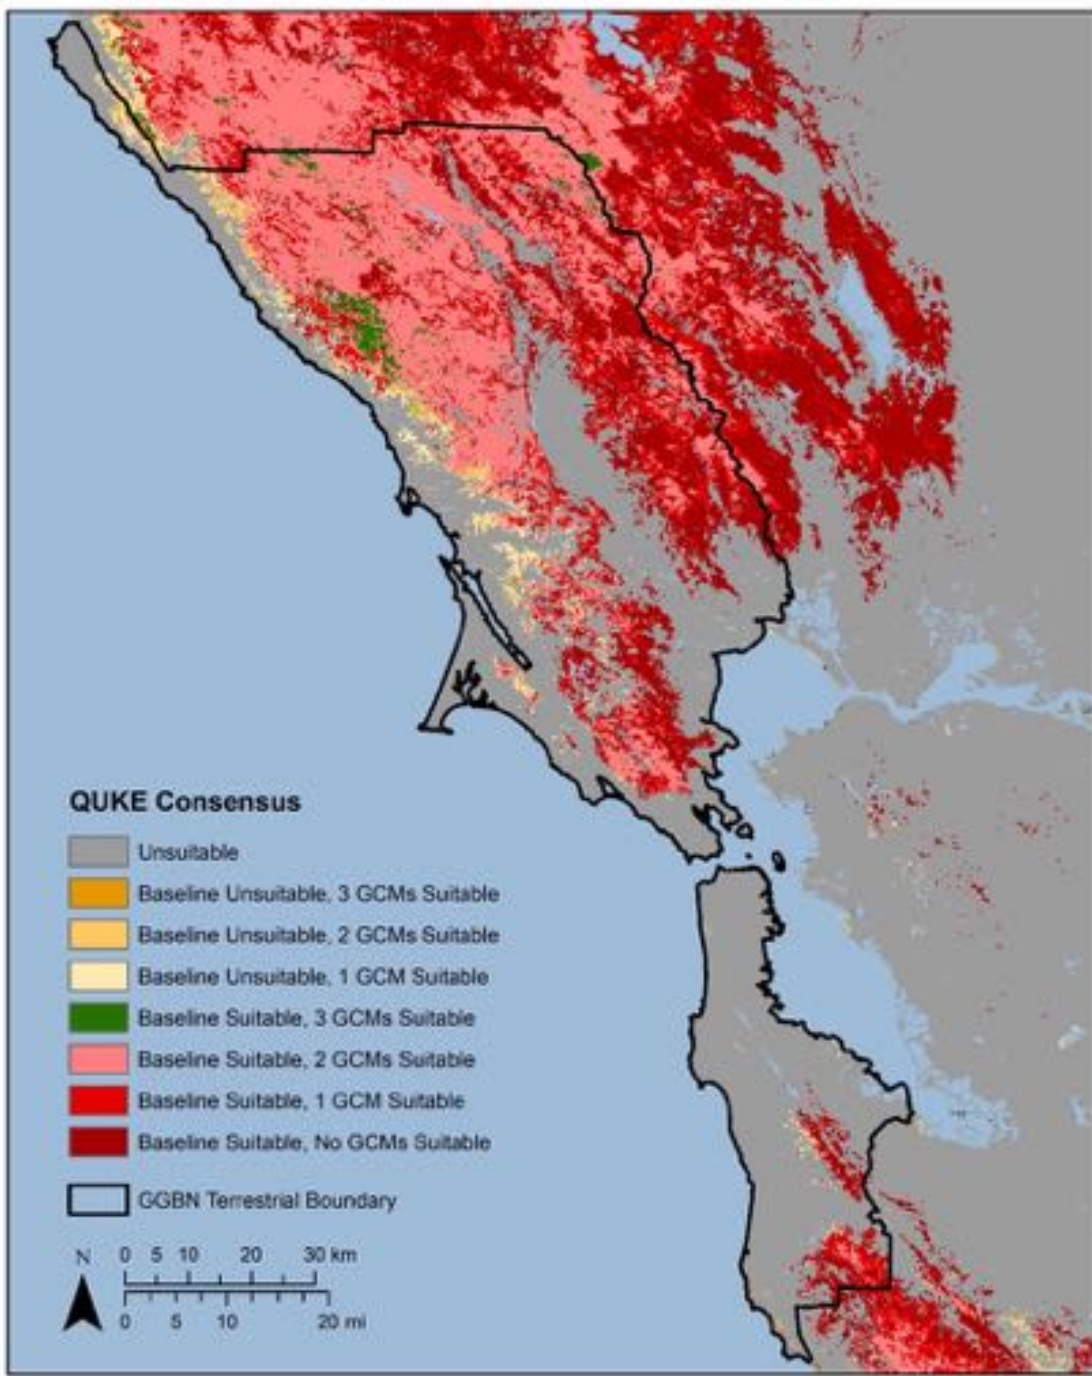 QUKE Consensus
Unsuitable
Baseline Unsuitable, 3 GCMs Suitable
Baseline Unsuitable, 2 GCMs Suitable
Baseline Unsuitable, 1 GCM Suitable
Baseline Suitable, 3 GCMs Suitable
Baseline Suitable, 2 GCMs Suitable
Baseline Suitable, 1 GCM Suitable
Baseline Suitable, No GCMs Suitable
GGBN Terrestrial Boundary
N
0 5 10 20 30 km
0 5 10 20 mi